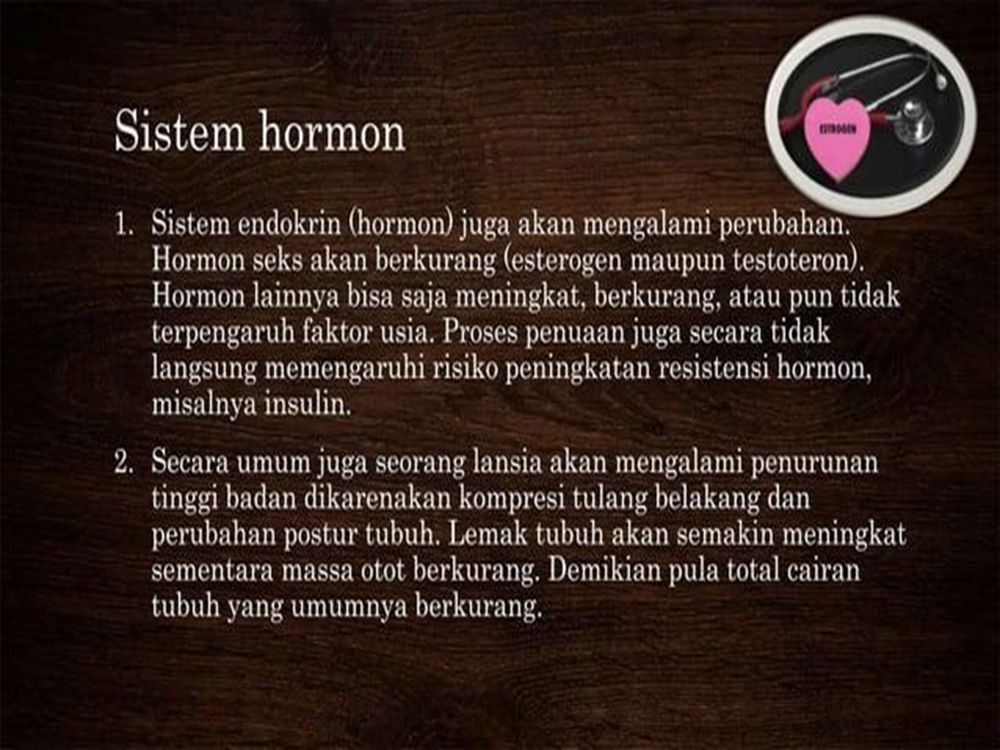 Sistem hormon
ESTROGEN
1. Sistem endokrin (hormon) juga akan mengalami perubahan.
Hormon seks akan berkurang (esterogen maupun testoteron).
Hormon lainnya bisa saja meningkat, berkurang, atau pun tidak
terpengaruh faktor usia. Proses penuaan juga secara tidak
langsung memengaruhi risiko peningkatan resistensi hormon,
misalnya insulin.
2. Secara umum juga seorang lansia akan mengalami penurunan
tinggi badan dikarenakan kompresi tulang belakang dan
perubahan postur tubuh. Lemak tubuh akan semakin meningkat
sementara massa otot berkurang. Demikian pula total cairan
tubuh yang umumnya berkurang.